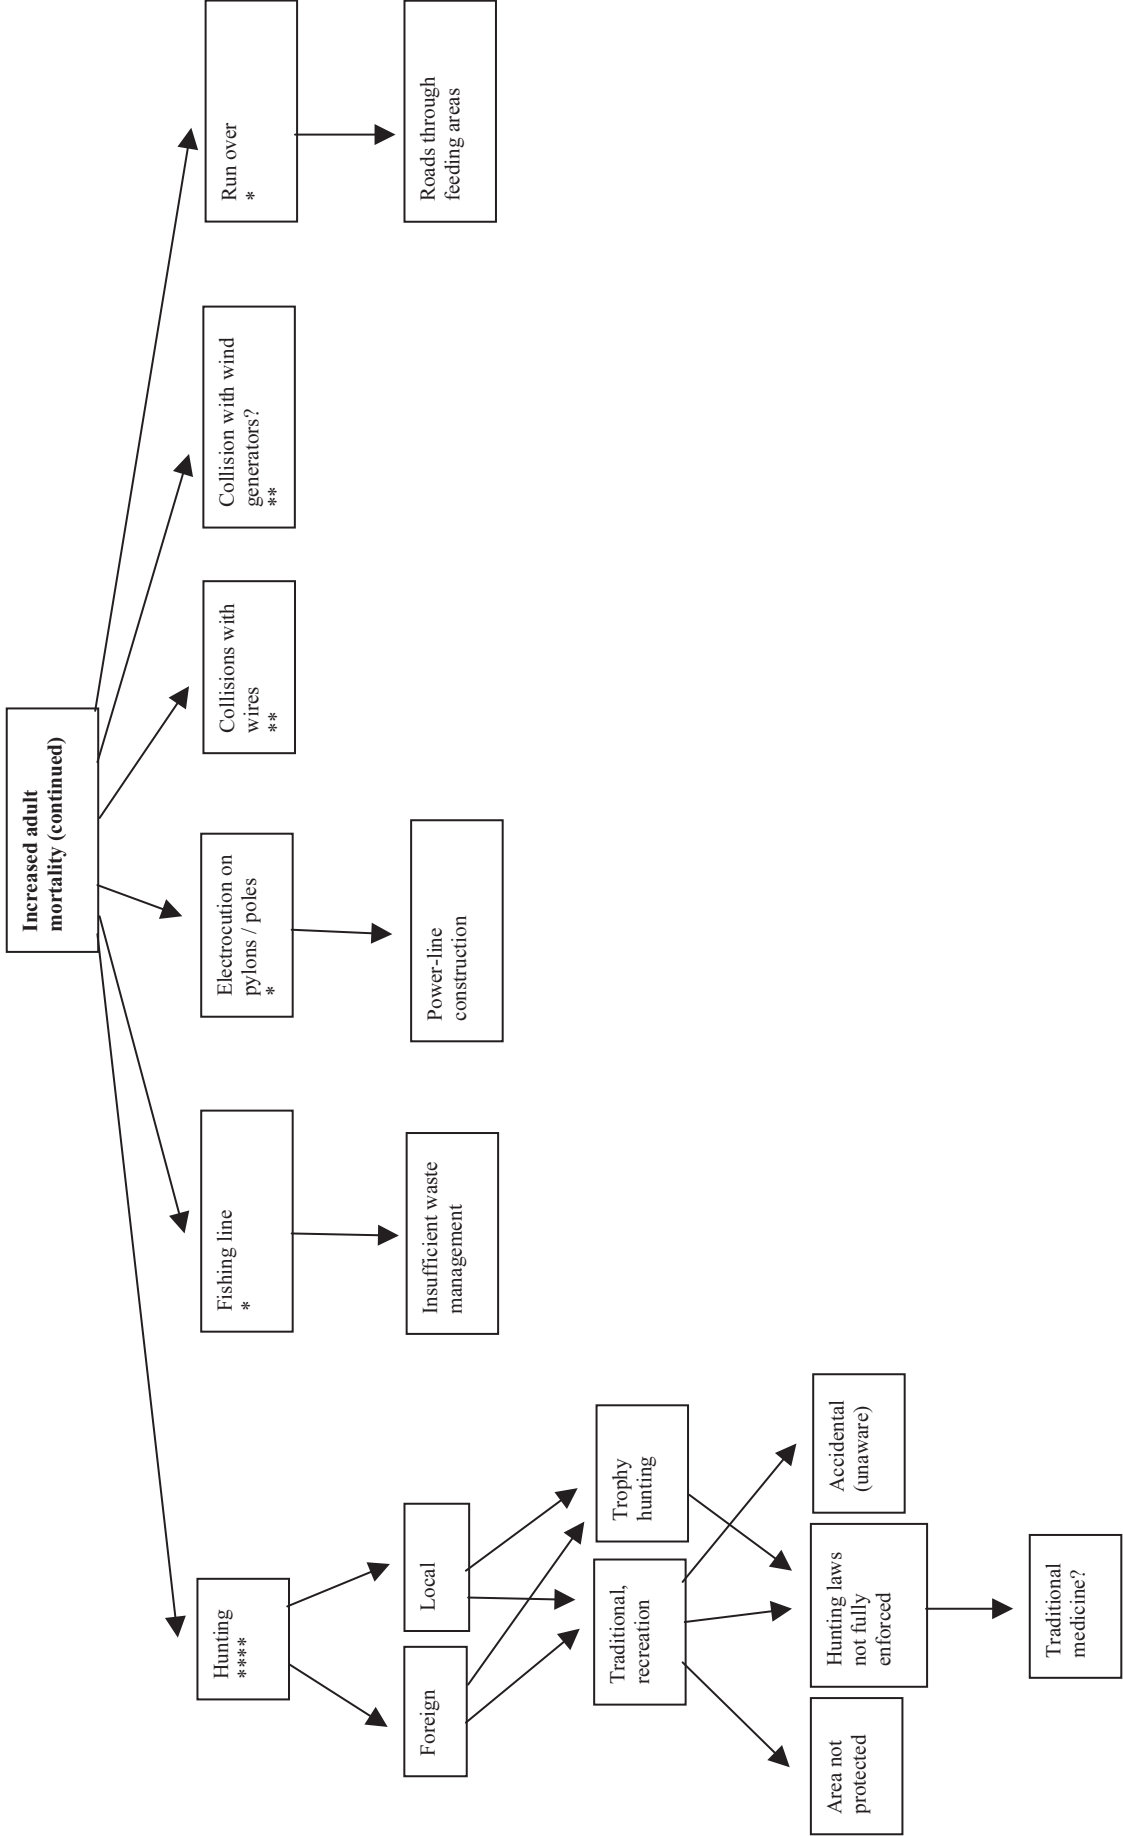 Increased adult
mortality (continued)
Hunting
****
Fishing line
*
Electrocution on
pylons / poles
*
Collisions with
wires
**
Collision with wind
generators?
**
Run over
*
Foreign
Local
Insufficient waste
management
Power-line
construction
Roads through
feeding areas
Traditional,
recreation
Trophy
hunting
Area not
protected
Hunting laws
not fully
enforced
Accidental
(unaware)
Traditional
medicine?